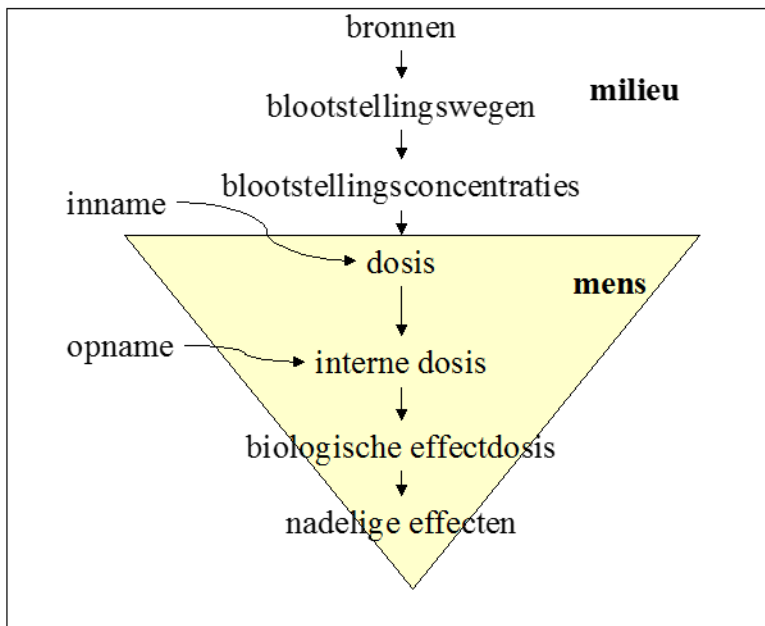 bronnen
milieu
blootstellingswegen
blootstellingsconcentraties
inname
dosis
mens
opname
interne dosis
biologische effectdosis
nadelige effecten